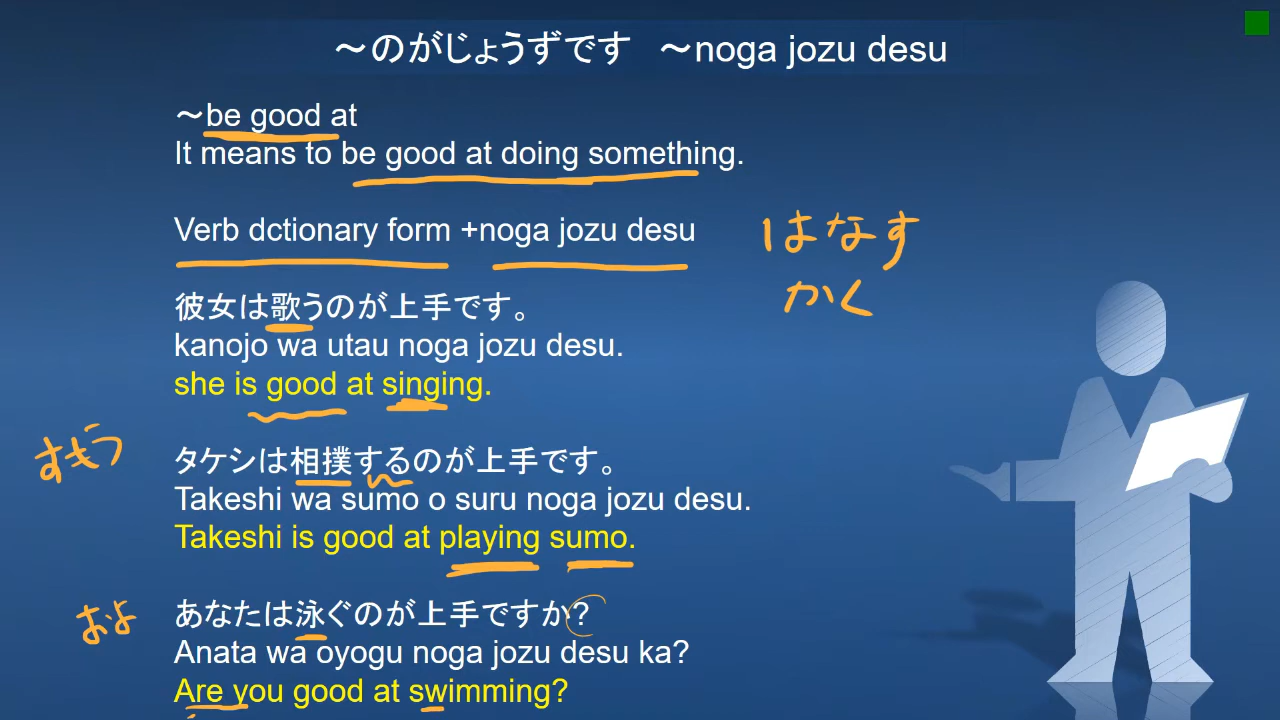 ～のがじょうずです ～noga jozu desu
～be good at
It means to be good at doing something.
Verb dctionary form +noga jozu desu
はなす
かく
彼女は歌うのが上手です。
kanojo wa utau noga jozu desu.
she is good at singing.
すもう
タケシは相撲するのが上手です。
Takeshi wa sumo o suru noga jozu desu.
Takeshi is good at playing sumo.
およ
あなたは泳ぐのが上手ですか?
Anata wa oyogu noga jozu desu ka?
Are you good at swimming?